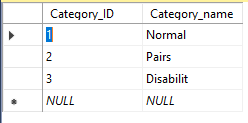 Category_ID Category_name
1 Normal
2 Pairs
3 Disabilit
NULL NULL